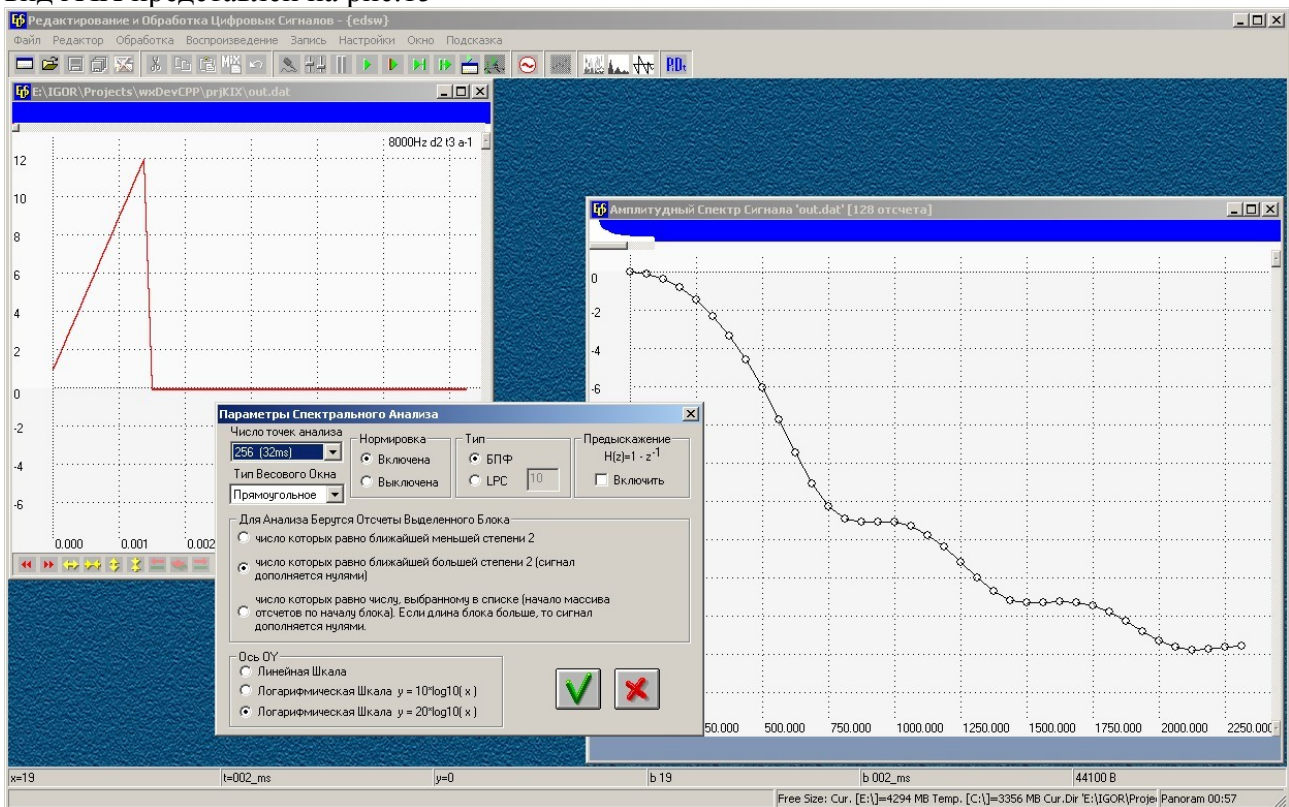 Редактирование и Обработка Цифровых Сигналов - {edsw}
Файл Редактор Обработка Воспроизведение Запись Настройки Окно Подсказка
MIX
P.Dt
E:\IGOR\Projects\wxDevCPP\prjKIX\out.dat
8000Hz d2 t3 a-1
12
10
8
6
4
2
0
-2
-4
-6
0.000 0.001 0.002
Амплитудный Спектр Сигнала 'out.dat' [128 отсчета]
0
-2
-4
-6
50.000 500.000 750.000 1000.000 1250.000 1500.000 1750.000 2000.000 2250.000
Параметры Спектрального Анализа
Число точек анализа
256 (32ms)
Тип Весового Окна
Прямоугольное
Нормировка
Включена
Выключена
Тип
БПФ
LPC 10
Предыскажение
H(z)=1 - z-1
Включить
Для Анализа Берутся Отсчеты Выделенного Блока
число которых равно ближайшей меньшей степени 2
число которых равно ближайшей большей степени 2 (сигнал
дополняется нулями)
число которых равно числу, выбранному в списке (начало массива
отсчетов по началу блока). Если длина блока больше, то сигнал
дополняется нулями.
Ось OY
Линейная Шкала
Логарифмическая Шкала y = 10*log10( x )
Логарифмическая Шкала y = 20*log10( x )
x=19 t=002_ms y=0 b 19 b 002_ms 44100 B
Free Size: Cur. [E:\]=4294 MB Temp. [C:\]=3356 MB Cur.Dir 'E:\IGOR\Proje Panoram 00:57